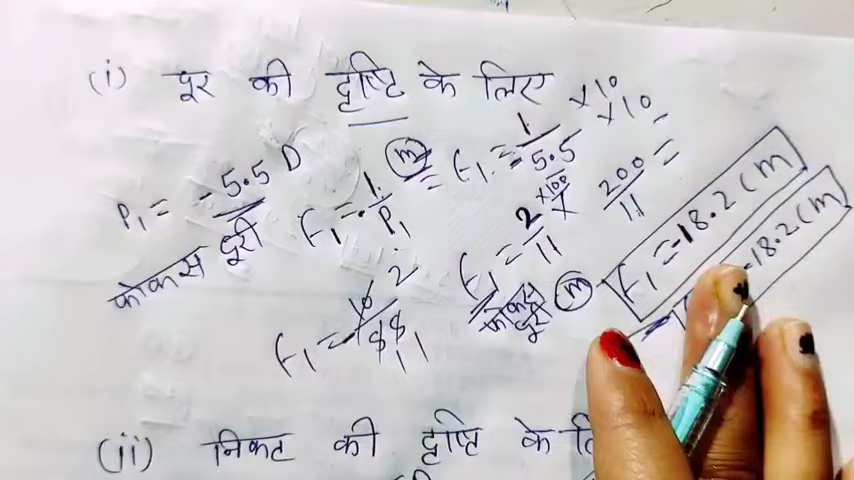 (i) दूर की दृष्टि के लिए
P₁ = -5.5 D
फोकस दूरी
F₁ = 1/P₁
F₁ = 1/-5.5 ×10 ×10
F₁ = -10/55 2 11
F₁ = -2/11 ×100
200/11 =
फोकस दूरी
m
m
F₁ = -18.2 cm
-18.2 cm
(ii) निकट की दृष्टि के लि